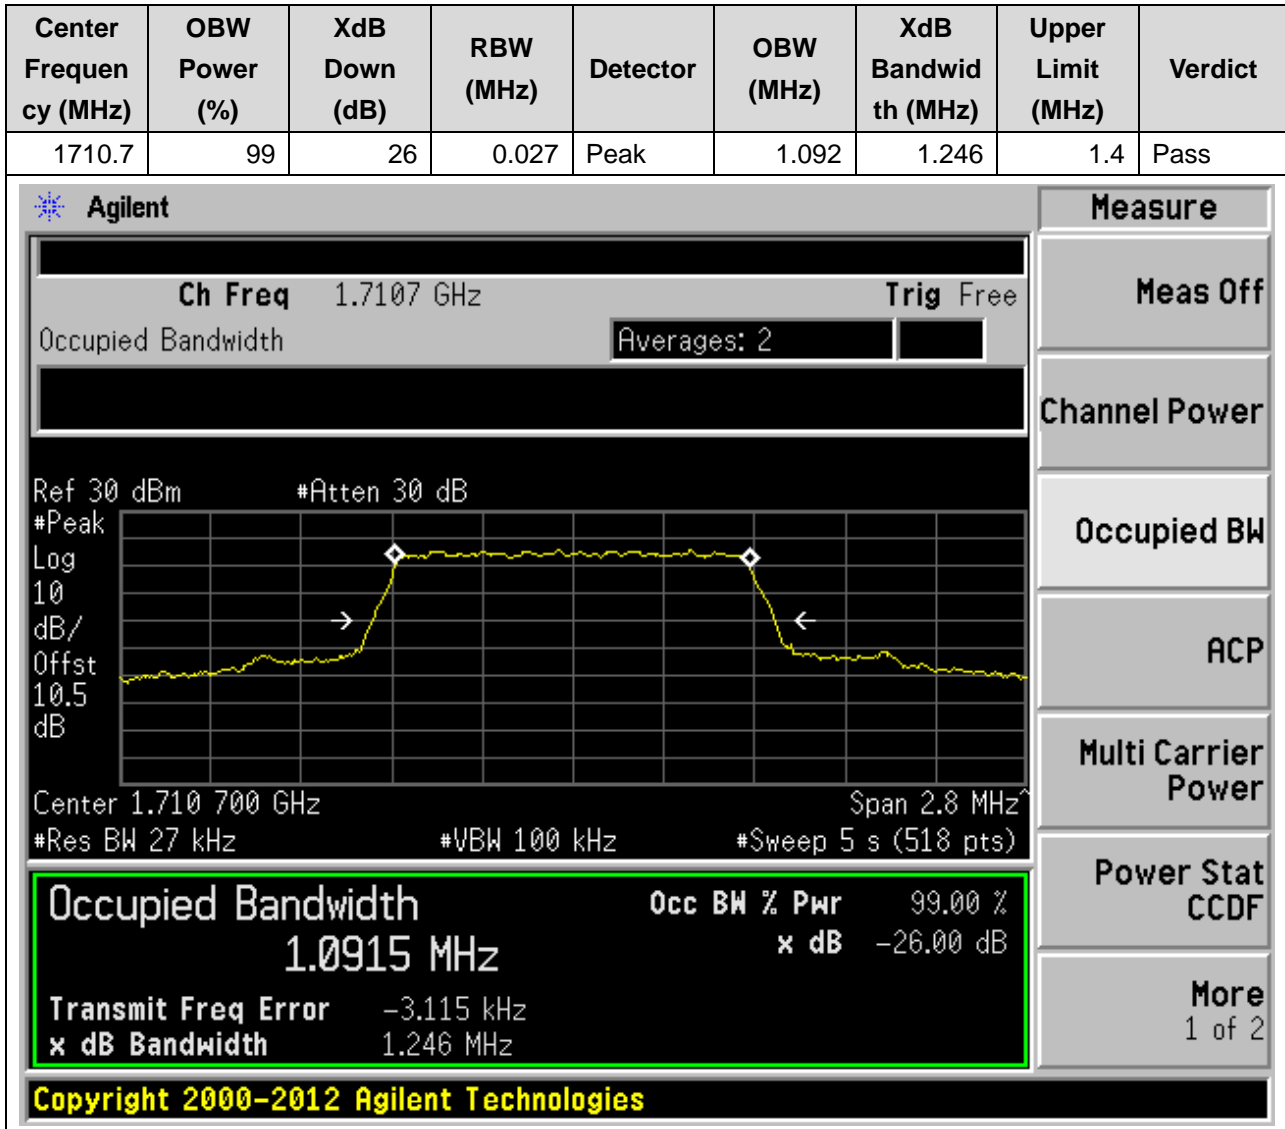 Center Frequen cy (MHz) OBW Power (%) XdB Down (dB) RBW (MHz) Detector OBW (MHz) XdB Bandwid th (MHz) Upper Limit (MHz) Verdict
1710.7 99 26 0.027 Peak 1.092 1.246 1.4 Pass
Agilent
Measure
Ch Freq 1.7107 GHz Trig Free
Meas Off
Occupied Bandwidth Averages: 2
Channel Power
Ref 30 dBm #Atten 30 dB
#Peak
Log
10
dB/
Offst
10.5
dB
Occupied BW
ACP
Multi Carrier
Power
Center 1.710 700 GHz Span 2.8 MHz^
#Res BW 27 kHz #VBW 100 kHz #Sweep 5 s (518 pts)
Power Stat
CCDF
Occupied Bandwidth Occ BW % Pwr 99.00 %
1.0915 MHz x dB -26.00 dB
Transmit Freq Error -3.115 kHz
x dB Bandwidth 1.246 MHz
More
1 of 2
Copyright 2000-2012 Agilent Technologies